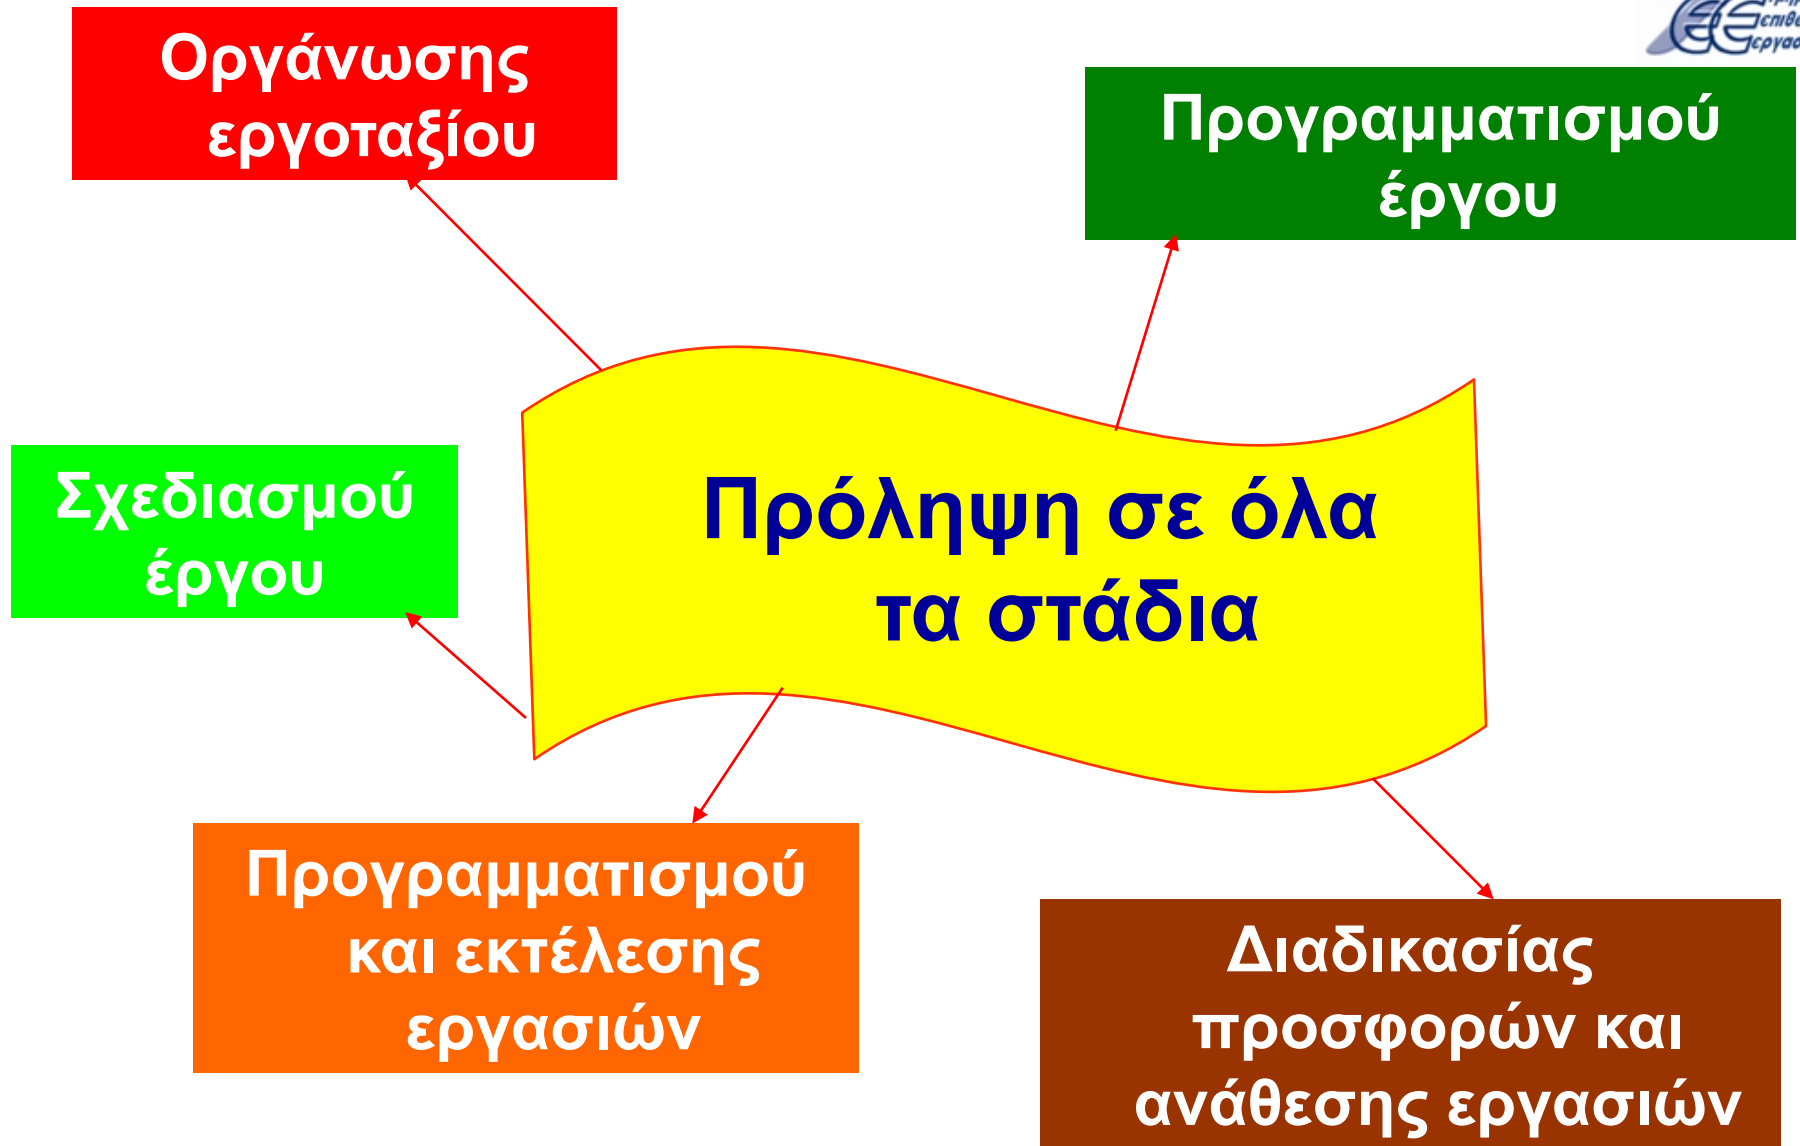 Οργάνωσης
εργοταξίου
Προγραμματισμού
έργου
Σχεδιασμού
έργου
Πρόληψη σε όλα
τα στάδια
Προγραμματισμού
και εκτέλεσης
εργασιών
Διαδικασίας
προσφορών και
ανάθεσης εργασιών